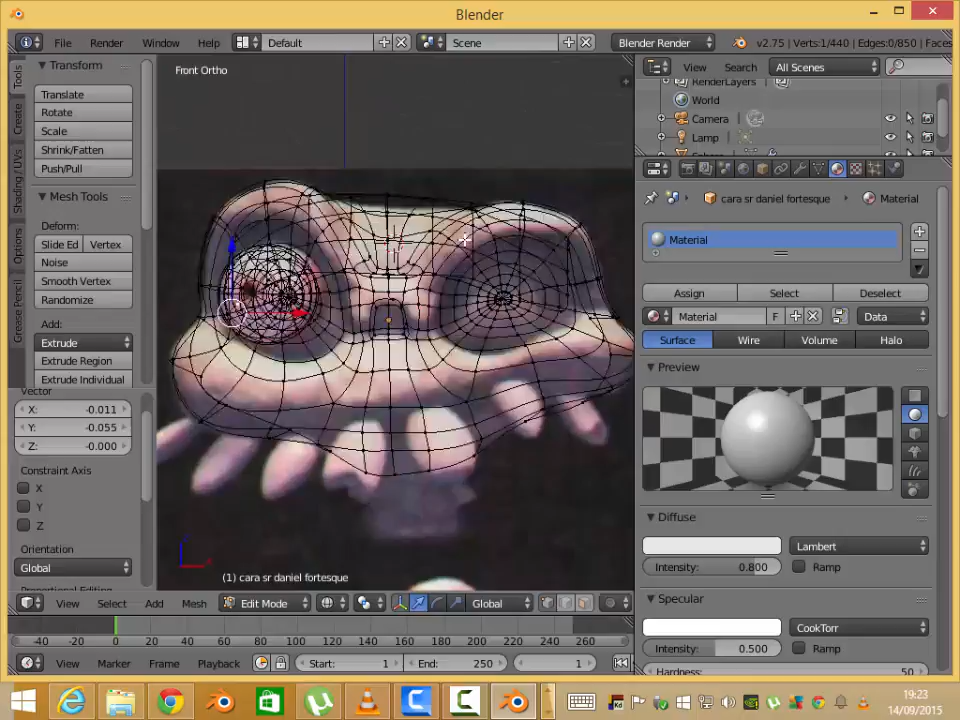 Blender
File Render Window Help Default Scene Blender Render v2.75 | Verts:1/440 | Edges:0/850 | Faces
Tools
Create
Shading / UVs
Options
Grease Pencil
Transform
Translate
Rotate
Scale
Shrink/Fatten
Push/Pull
Mesh Tools
Deform:
Slide Ed Vertex
Noise
Smooth Vertex
Randomize
Add:
Extrude
Extrude Region
Extrude Individual
Vector
X: -0.011
Y: -0.055
Z: -0.000
Constraint Axis
X
Y
Z
Orientation
Global
Proportional Editing
Front Ortho
(1) cara sr daniel fortesque
View Select Add Mesh Edit Mode Global
-40 -20 0 20 40 60 80 100 120 140 160 180 200 220 240 260
View Marker Frame Playback Start: 1 End: 250 1
View Search All Scenes
RenderLayers
World
Camera
Lamp
Sphere
cara sr daniel fortesque Material
Material
Assign Select Deselect
Material F Data
Surface Wire Volume Halo
Preview
Diffuse
Lambert
Intensity: 0.800 Ramp
Specular
CookTorr
Intensity: 0.500 Ramp
Hardness: 50
19:23
14/09/2015